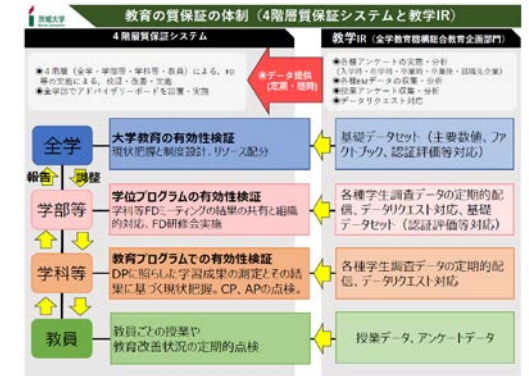 茨城大学
教育の質保証の体制（4階層質保証システムと教学IR）
4階層質保証システム
教学IR（全学教育機構総合教育企画部門）
◉4階層（全学・学部等・学科等・教員）による、FD
等の実施による、検証・改善・実施
◉全学部でアドバイザリーボードを設置・実施
◉データ提供
（定期・随時）
◉各種アンケートの実施・分析
（入学時・在学時・卒業時・卒業後・就職先企業）
◉各種EMデータの収集・分析
◉授業アンケート収集・分析
◉データリクエスト対応
全学
大学教育の有効性検証
現状把握と制度設計、リソース配分
基礎データセット（主要数値、ファ
クトブック、認証評価等対応）
報告
調整
学部等
学位プログラムの有効性検証
学科等FDミーティングの結果の共有と組織
的対応、FD研修会実施
各種学生調査データの定期的配
信、データリクエスト対応、基礎
データセット（認証評価等対応）
学科等
教育プログラムでの有効性検証
DPに照らした学習成果の測定とその結
果に基づく現状把握。CP、APの点検。
各種学生調査データの定期的配
信、データリクエスト対応
教員
教員ごとの授業や
教育改善状況の定期的点検
授業データ、アンケートデータ